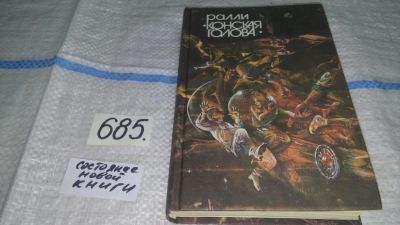 Ралли
«Конская
голова»
685.
состояние
новой
книги